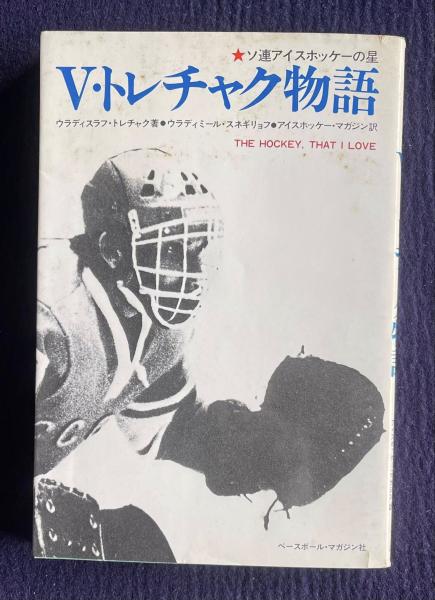 ★ソ連アイスホッケーの星
V・トレチャク物語
ウラディスラフ・トレチャク著●ウラディミール・スネギリョフ●アイスホッケー・マガジン訳
THE HOCKEY, THAT I LOVE
ベースボール・マガジン社